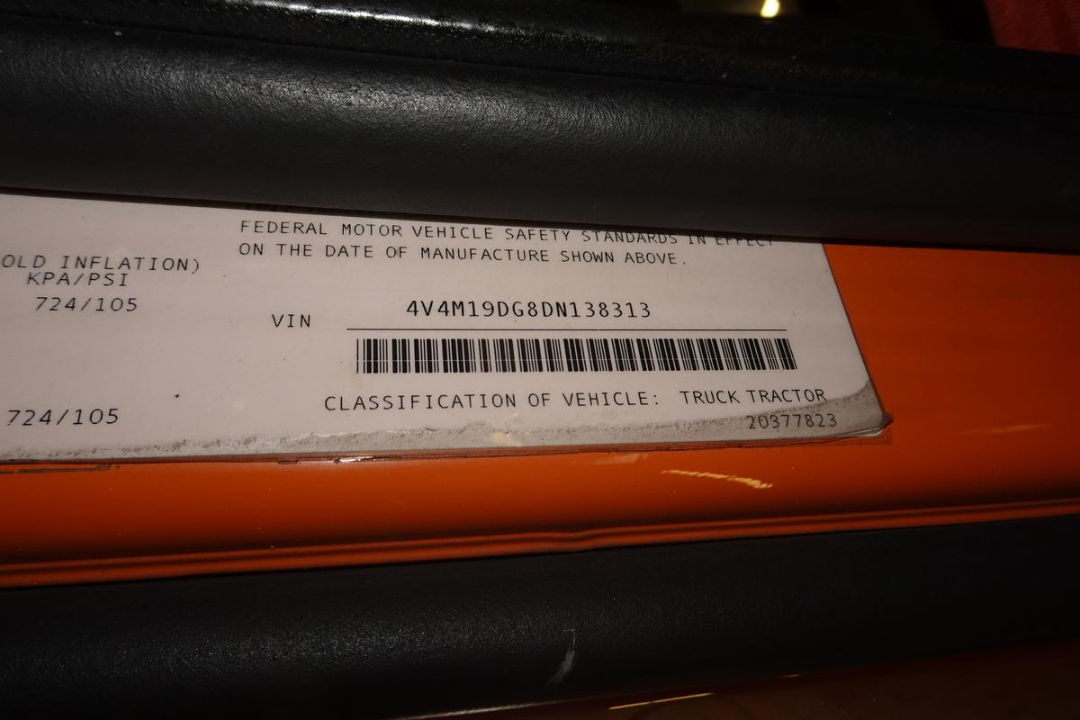 FEDERAL MOTOR VEHICLE SAFETY STANDARDS IN EFFECT
ON THE DATE OF MANUFACTURE SHOWN ABOVE.
OLD INFLATION)
KPA/PSI
724/105
VIN 4V4M19DG8DN138313
CLASSIFICATION OF VEHICLE: TRUCK TRACTOR
724/105
20377823